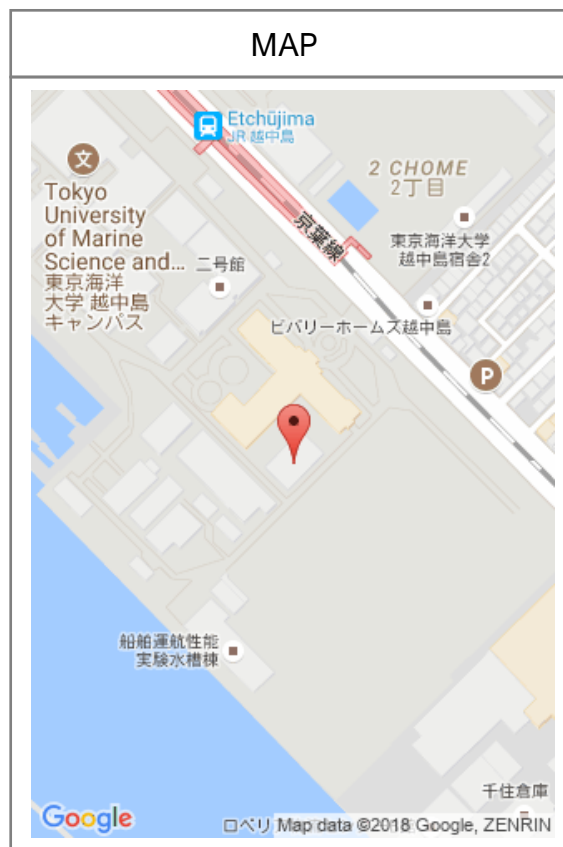 MAP
Etchūjima
JR 越中島
Tokyo
University
of Marine
Science and...
東京海洋
大学 越中島
キャンパス
2 CHOME
2丁目
京葉線
東京海洋大学
越中島宿舎2
二号館
ビバリーホームズ越中島
P
船舶運航性能
実験水槽棟
千住倉庫
Google
ロベリ
Map data ©2018 Google, ZENRIN